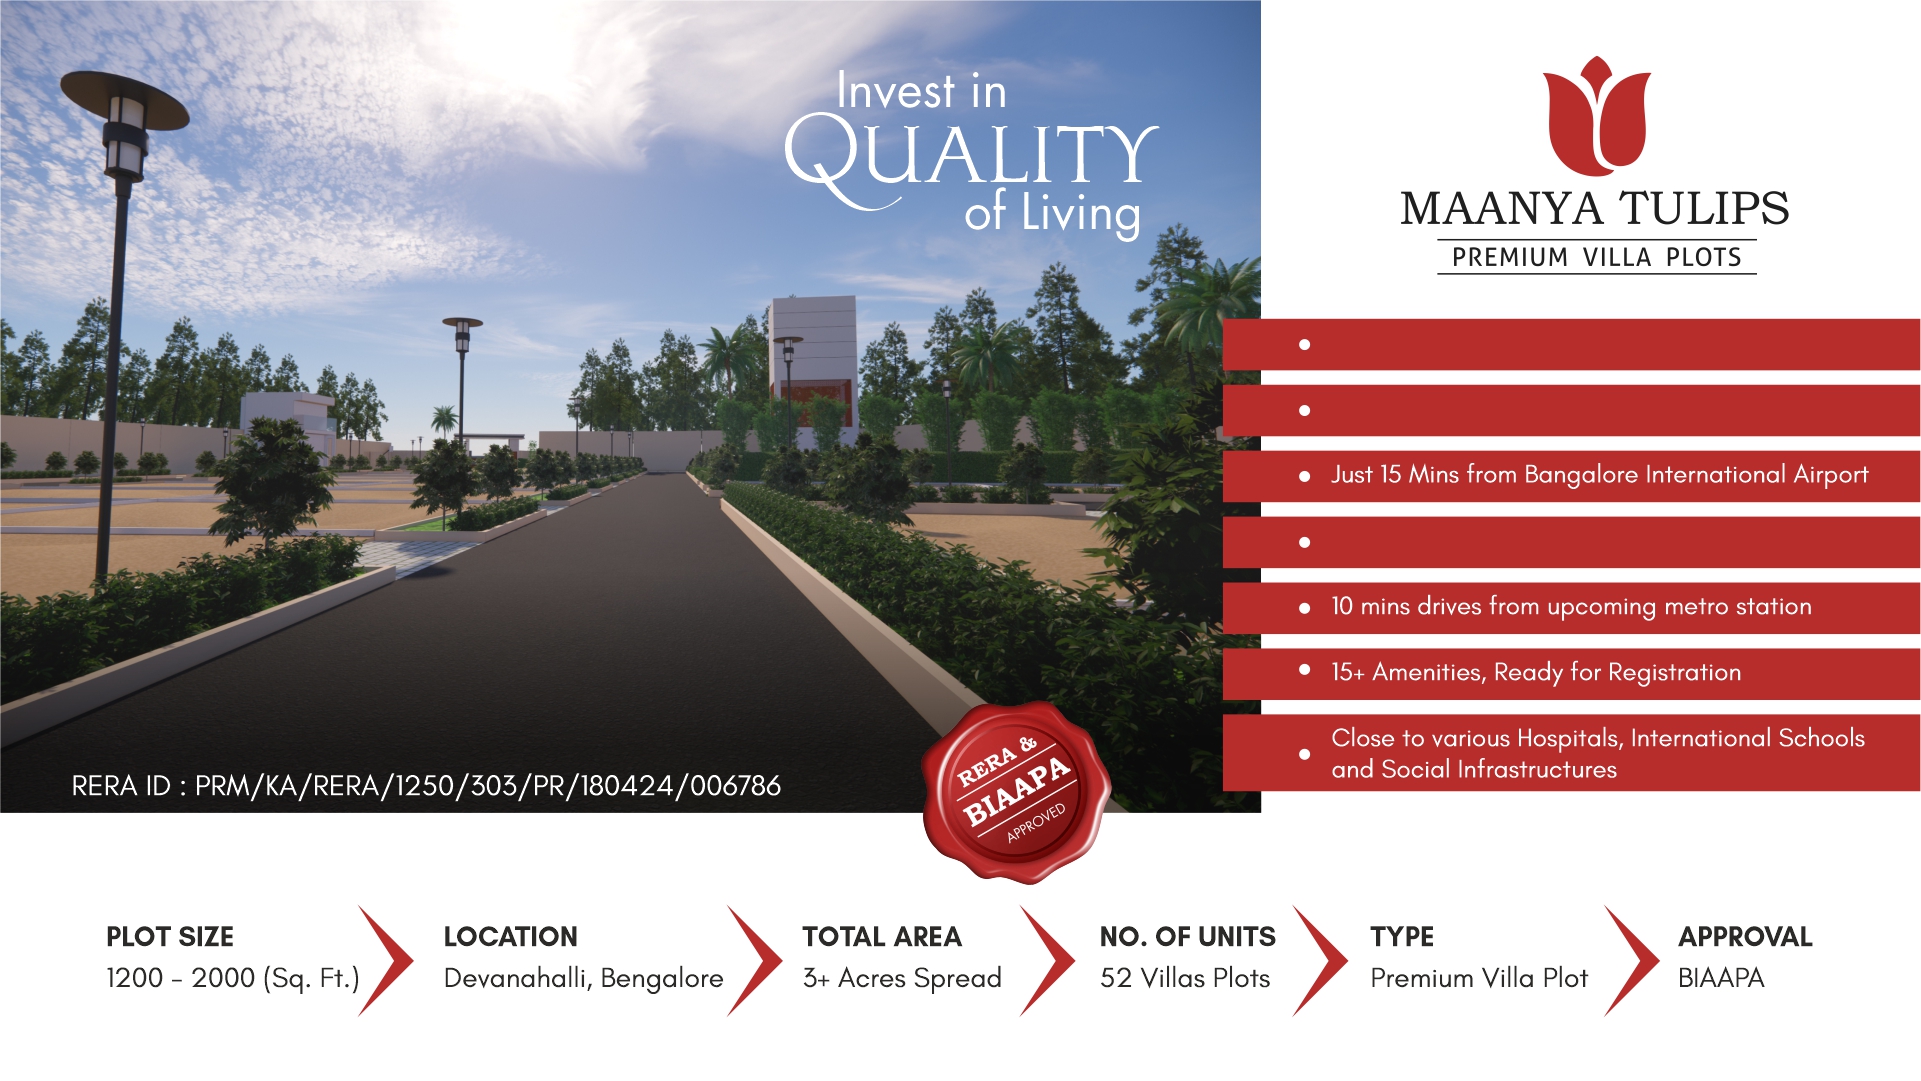 Invest in
QUALITY
of Living
MAANYA TULIPS
PREMIUM VILLA PLOTS
Just 15 Mins from Bangalore International Airport
10 mins drives from upcoming metro station
15+ Amenities, Ready for Registration
Close to various Hospitals, International Schools
and Social Infrastructures
RERA ID : PRM/KA/RERA/1250/303/PR/180424/006786
RERA &
BIAAPA
APPROVED
PLOT SIZE
1200 - 2000 (Sq. Ft.)
LOCATION
Devanahalli, Bengalore
TOTAL AREA
3+ Acres Spread
NO. OF UNITS
52 Villas Plots
TYPE
Premium Villa Plot
APPROVAL
BIAAPA